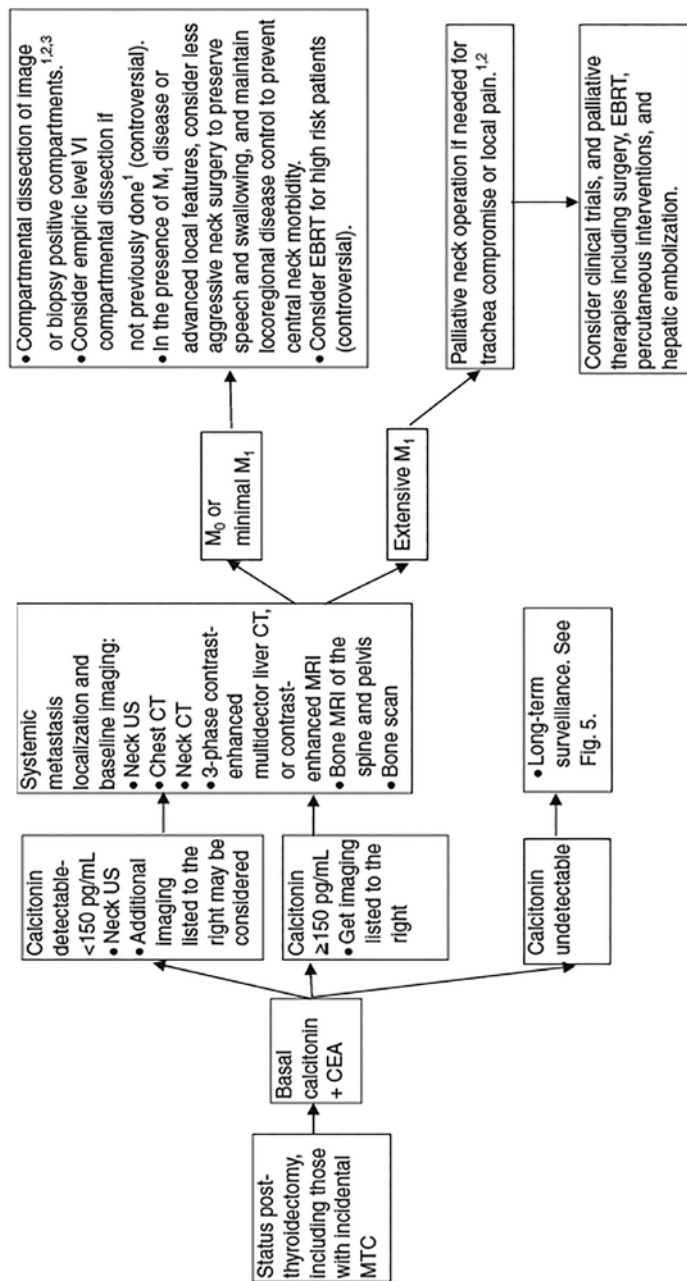 Status post-
thyroidectomy,
including those
with incidental
MTC
Basal
calcitonin
+ CEA
Calcitonin
detectable-
<150 pg/mL
• Neck US
• Additional
imaging
listed to the
right may be
considered
Calcitonin
≥150 pg/mL
• Get imaging
listed to the
right
Calcitonin
undetectable
Systemic
metastasis
localization and
baseline imaging:
• Neck US
• Chest CT
• Neck CT
• 3-phase contrast-
enhanced
multidector liver CT,
or contrast-
enhanced MRI
• Bone MRI of the
spine and pelvis
• Bone scan
• Long-term
surveillance. See
Fig. 5.
M₀ or
minimal M₁
Extensive M₁
• Compartmental dissection of image
or biopsy positive compartments.¹,²,³
• Consider empiric level VI
compartmental dissection if
not previously done¹ (controversial).
• In the presence of M₁ disease or
advanced local features, consider less
aggressive neck surgery to preserve
speech and swallowing, and maintain
locoregional disease control to prevent
central neck morbidity.
• Consider EBRT for high risk patients
(controversial).
Palliative neck operation if needed for
trachea compromise or local pain.¹,²
Consider clinical trials, and palliative
therapies including surgery, EBRT,
percutaneous interventions, and
hepatic embolization.